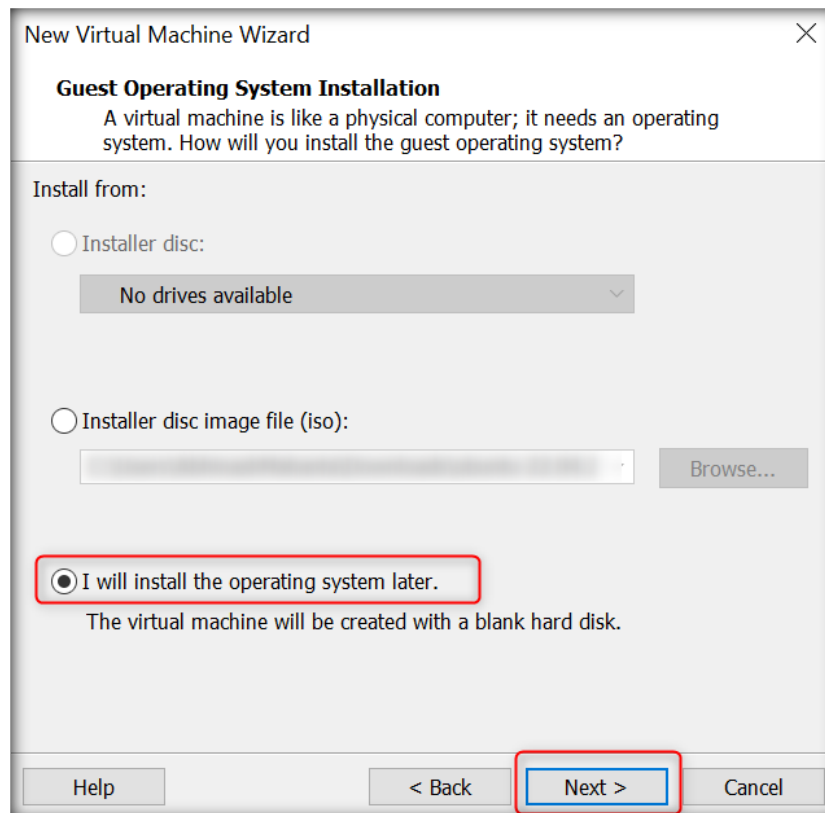 New Virtual Machine Wizard
Guest Operating System Installation
A virtual machine is like a physical computer; it needs an operating
system. How will you install the guest operating system?
Install from:
Installer disc:
No drives available
Installer disc image file (iso):
Browse...
I will install the operating system later.
The virtual machine will be created with a blank hard disk.
Help
< Back
Next >
Cancel